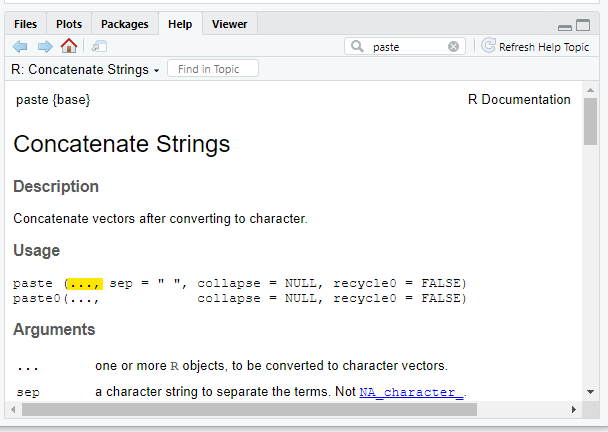 Files Plots Packages Help Viewer
paste Refresh Help Topic
R: Concatenate Strings Find in Topic
paste {base} R Documentation
Concatenate Strings
Description
Concatenate vectors after converting to character.
Usage
paste (..., sep = " ", collapse = NULL, recycle0 = FALSE)
paste0(...,            collapse = NULL, recycle0 = FALSE)
Arguments
... one or more R objects, to be converted to character vectors.
sep a character string to separate the terms. Not NA_character_.